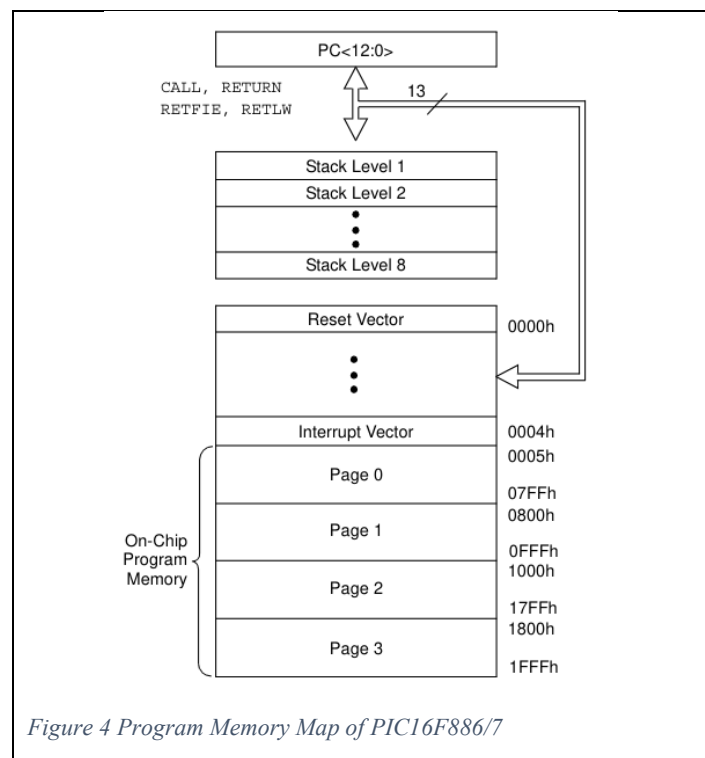 PC<12:0>
CALL, RETURN
RETFIE, RETLW
13
Stack Level 1
Stack Level 2
Stack Level 8
Reset Vector
0000h
Interrupt Vector
0004h
0005h
Page 0
07FFh
0800h
Page 1
On-Chip
Program
Memory
0FFFh
1000h
Page 2
17FFh
1800h
Page 3
1FFFh
Figure 4 Program Memory Map of PIC16F886/7